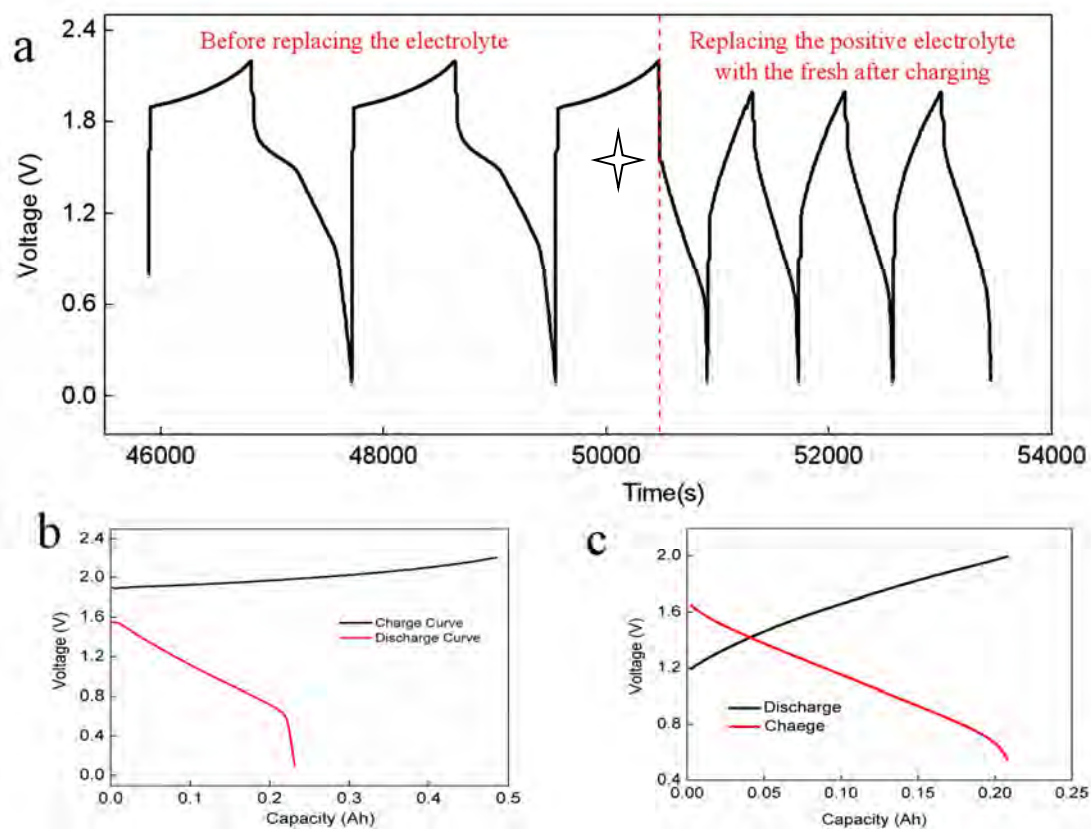 a
Before replacing the electrolyte
Replacing the positive electrolyte
with the fresh after charging
2.4
1.8
1.2
0.6
0.0
Voltage (V)
46000 48000 50000 52000 54000
Time(s)
b
2.4
2.0
1.6
1.2
0.8
0.4
0.0
Voltage (V)
Charge Curve
Discharge Curve
0.0 0.1 0.2 0.3 0.4 0.5
Capacity (Ah)
c
2.0
1.6
1.2
0.8
0.4
Voltage (V)
Discharge
Chaege
0.00 0.05 0.10 0.15 0.20 0.25
Capacity (Ah)